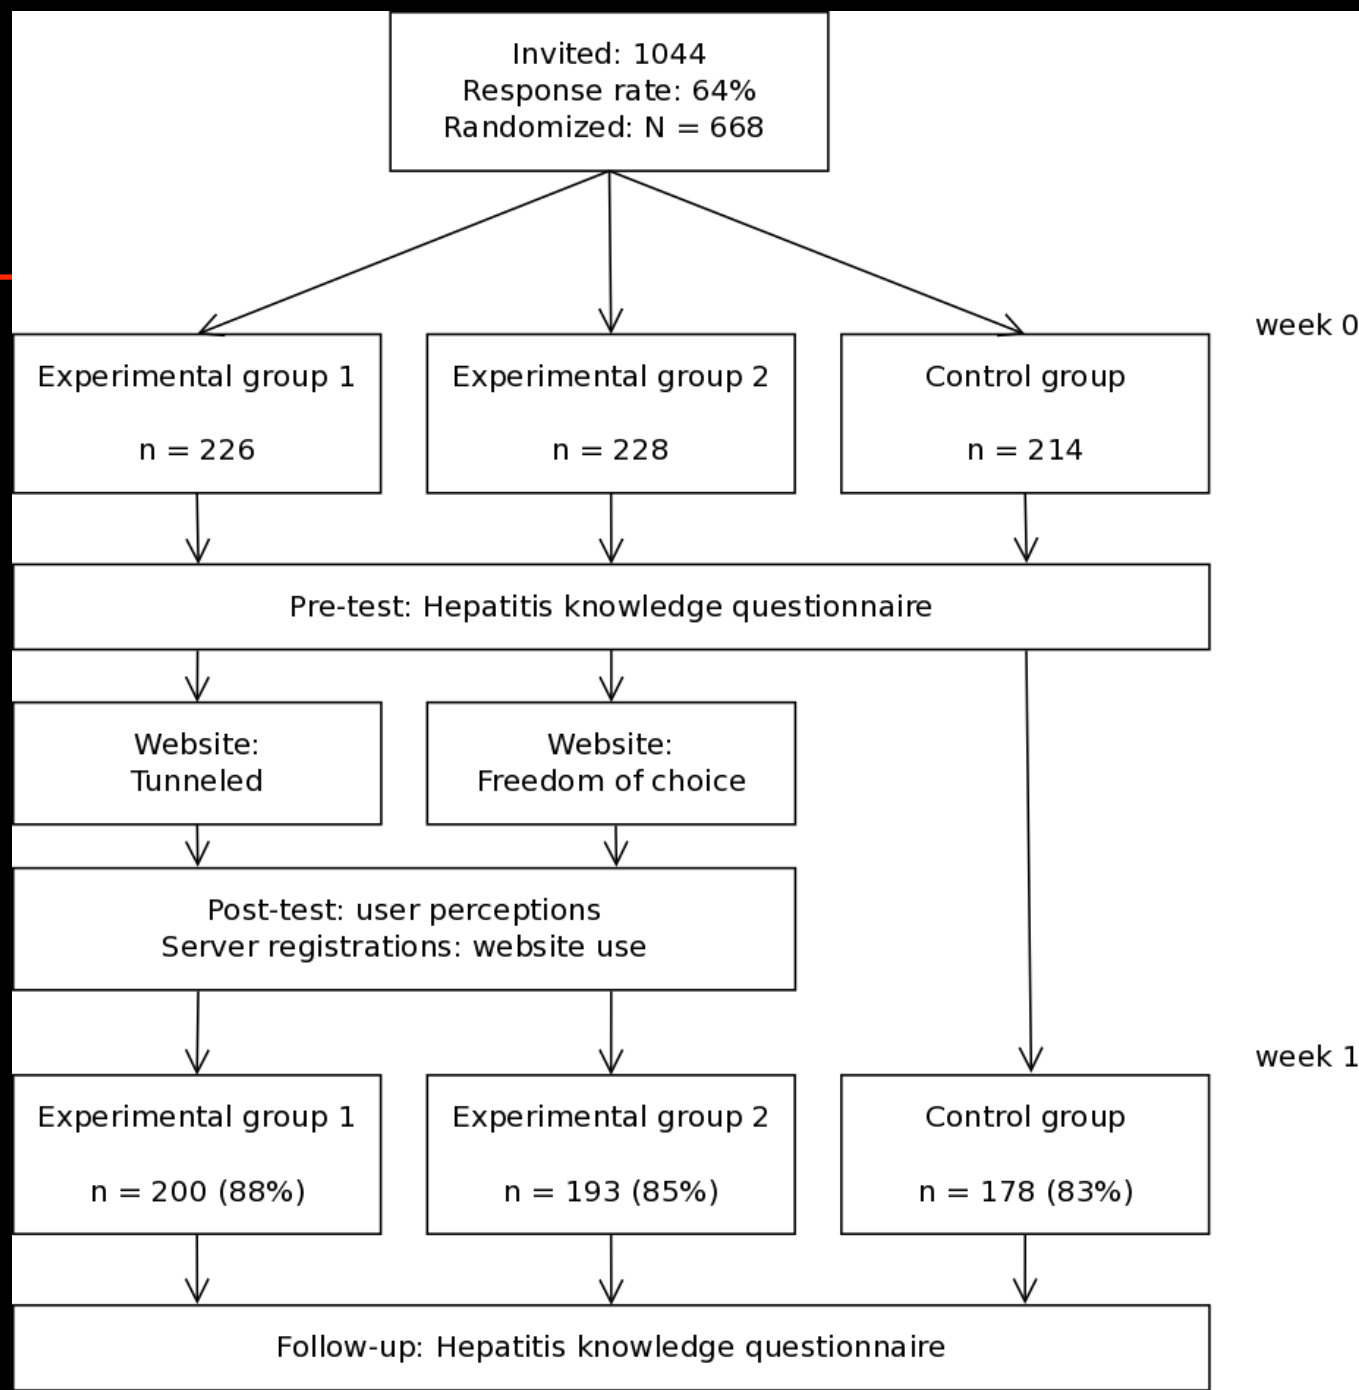 Invited: 1044
Response rate: 64%
Randomized: N = 668
week 0
Experimental group 1
n = 226
Experimental group 2
n = 228
Control group
n = 214
Pre-test: Hepatitis knowledge questionnaire
Website:
Tunneled
Website:
Freedom of choice
Post-test: user perceptions
Server registrations: website use
week 1
Experimental group 1
n = 200 (88%)
Experimental group 2
n = 193 (85%)
Control group
n = 178 (83%)
Follow-up: Hepatitis knowledge questionnaire